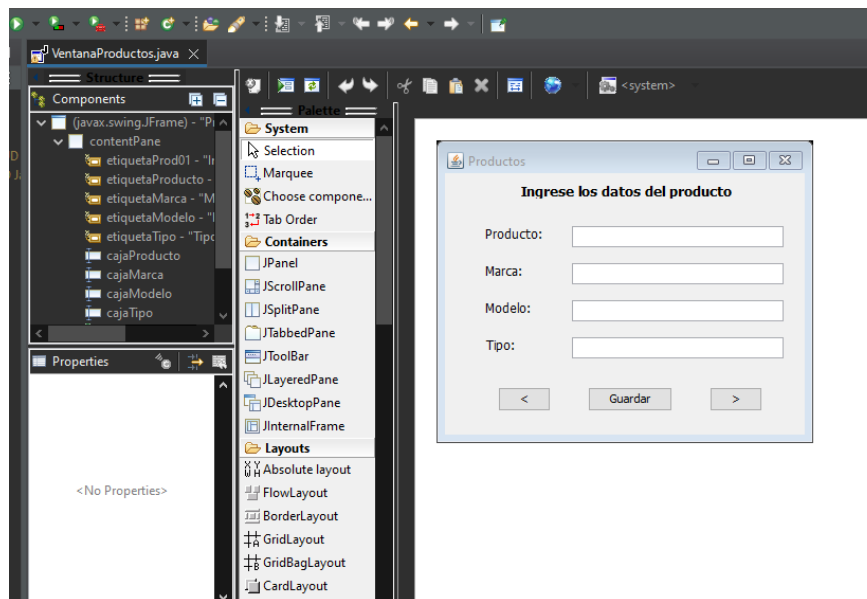 VentanaProductos.java
Structure
Components
(javax.swing.JFrame) - "P
contentPane
etiquetaProd01 - "I
etiquetaProducto -
etiquetaMarca - "M
etiquetaModelo - "
etiquetaTipo - "Tipo
cajaProducto
cajaMarca
cajaModelo
cajaTipo
Properties
<No Properties>
<system>
Palette
System
Selection
Marquee
Choose compone...
Tab Order
Containers
JPanel
JScrollPane
JSplitPane
JTabbedPane
JToolBar
JLayeredPane
JDesktopPane
JInternalFrame
Layouts
Absolute layout
FlowLayout
BorderLayout
GridLayout
GridBagLayout
CardLayout
Productos
Ingrese los datos del producto
Producto:
Marca:
Modelo:
Tipo:
< Guardar >